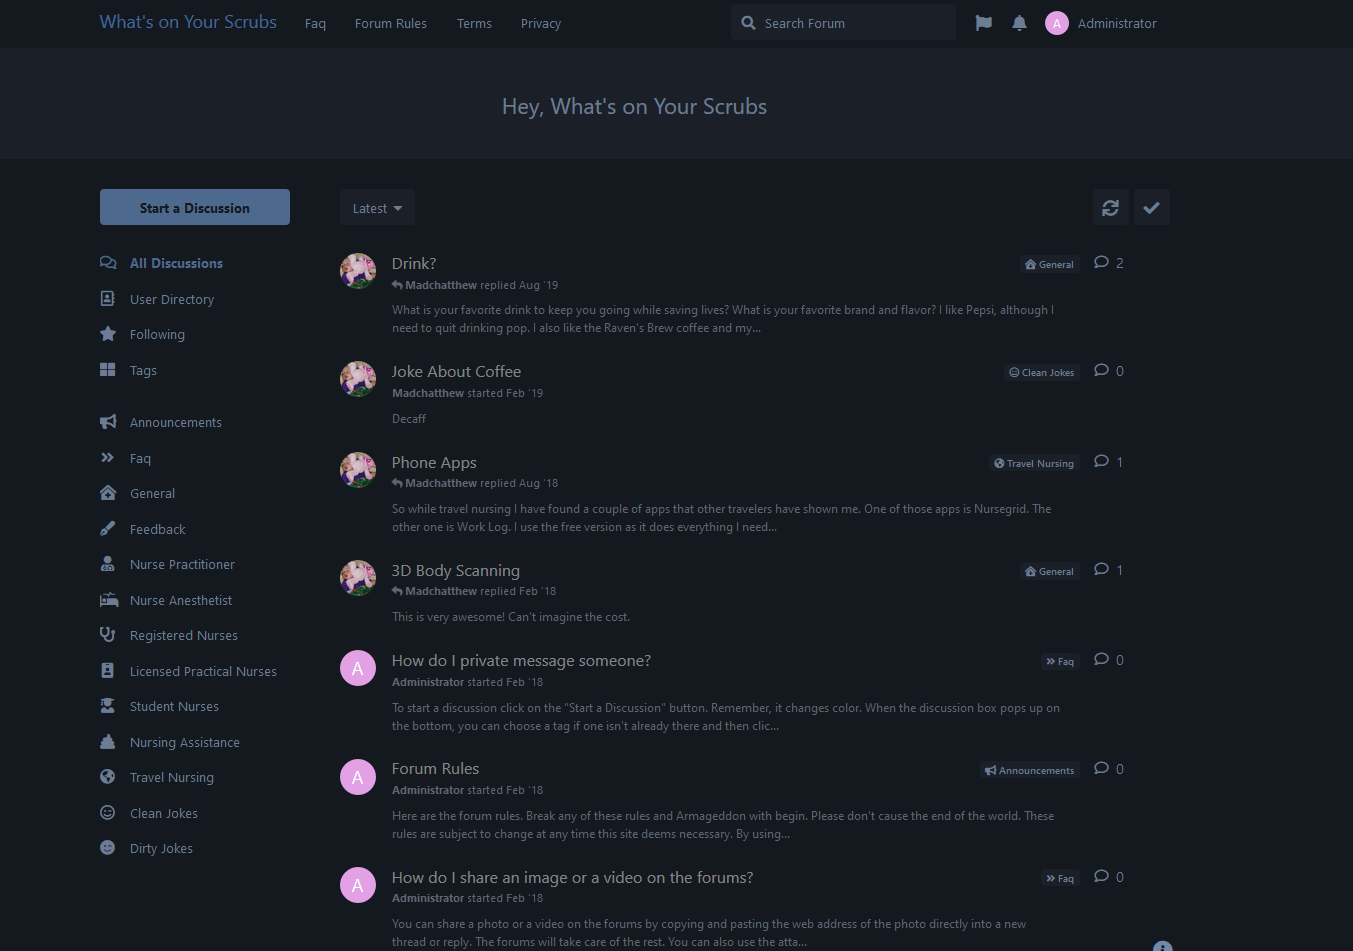 What's on Your Scrubs
Faq
Forum Rules
Terms
Privacy
Search Forum
A
Administrator
Hey, What's on Your Scrubs
Start a Discussion
Latest
All Discussions
User Directory
Following
Tags
Announcements
Faq
General
Feedback
Nurse Practitioner
Nurse Anesthetist
Registered Nurses
Licensed Practical Nurses
Student Nurses
Nursing Assistance
Travel Nursing
Clean Jokes
Dirty Jokes
Drink?
General
2
Madchatthew replied Aug '19
What is your favorite drink to keep you going while saving lives? What is your favorite brand and flavor? I like Pepsi, although I
need to quit drinking pop. I also like the Raven's Brew coffee and my...
Joke About Coffee
Clean Jokes
0
Madchatthew started Feb '19
Decaff
Phone Apps
Travel Nursing
1
Madchatthew replied Aug '18
So while travel nursing I have found a couple of apps that other travelers have shown me. One of those apps is Nursegrid. The
other one is Work Log. I use the free version as it does everything I need...
3D Body Scanning
General
1
Madchatthew replied Feb '18
This is very awesome! Can't imagine the cost.
A
How do I private message someone?
Faq
0
Administrator started Feb '18
To start a discussion click on the "Start a Discussion" button. Remember, it changes color. When the discussion box pops up on
the bottom, you can choose a tag if one isn't already there and then clic...
A
Forum Rules
Announcements
0
Administrator started Feb '18
Here are the forum rules. Break any of these rules and Armageddon with begin. Please don't cause the end of the world. These
rules are subject to change at any time this site deems necessary. By using...
A
How do I share an image or a video on the forums?
Faq
0
Administrator started Feb '18
You can share a photo or a video on the forums by copying and pasting the web address of the photo directly into a new
thread or reply. The forums will take care of the rest. You can also use the atta...